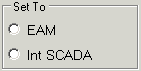 Set To
EAM
Int SCADA